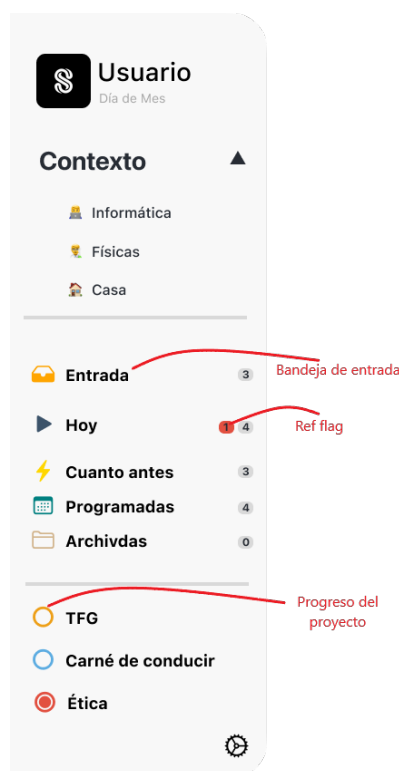 Usuario
Día de Mes
Contexto
Informática
Físicas
Casa
Entrada 3
Bandeja de entrada
Hoy 1 4
Ref flag
Cuanto antes 3
Programadas 4
Archivdas 0
Progreso del
proyecto
TFG
Carné de conducir
Ética